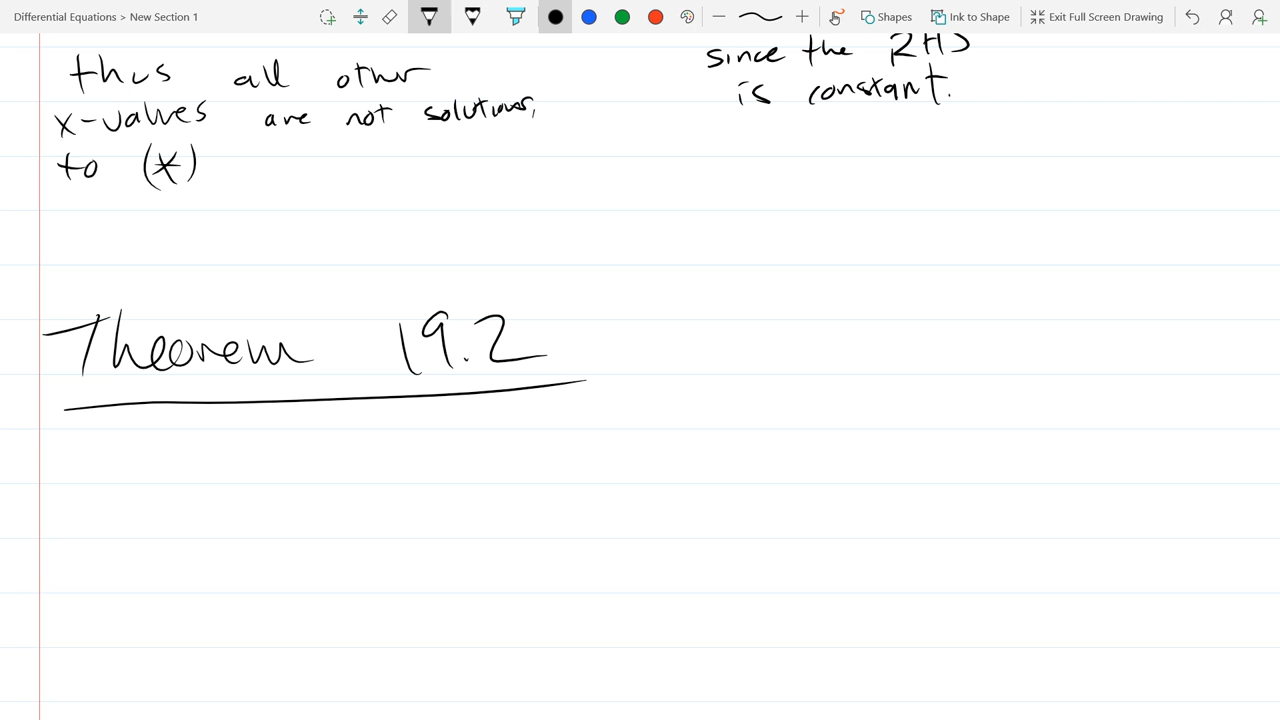 Differential Equations > New Section 1
Shapes
Ink to Shape
Exit Full Screen Drawing
thus all other
x-values are not solutions,
to (*)
since the RHS
is constant.
Theorem 19.2